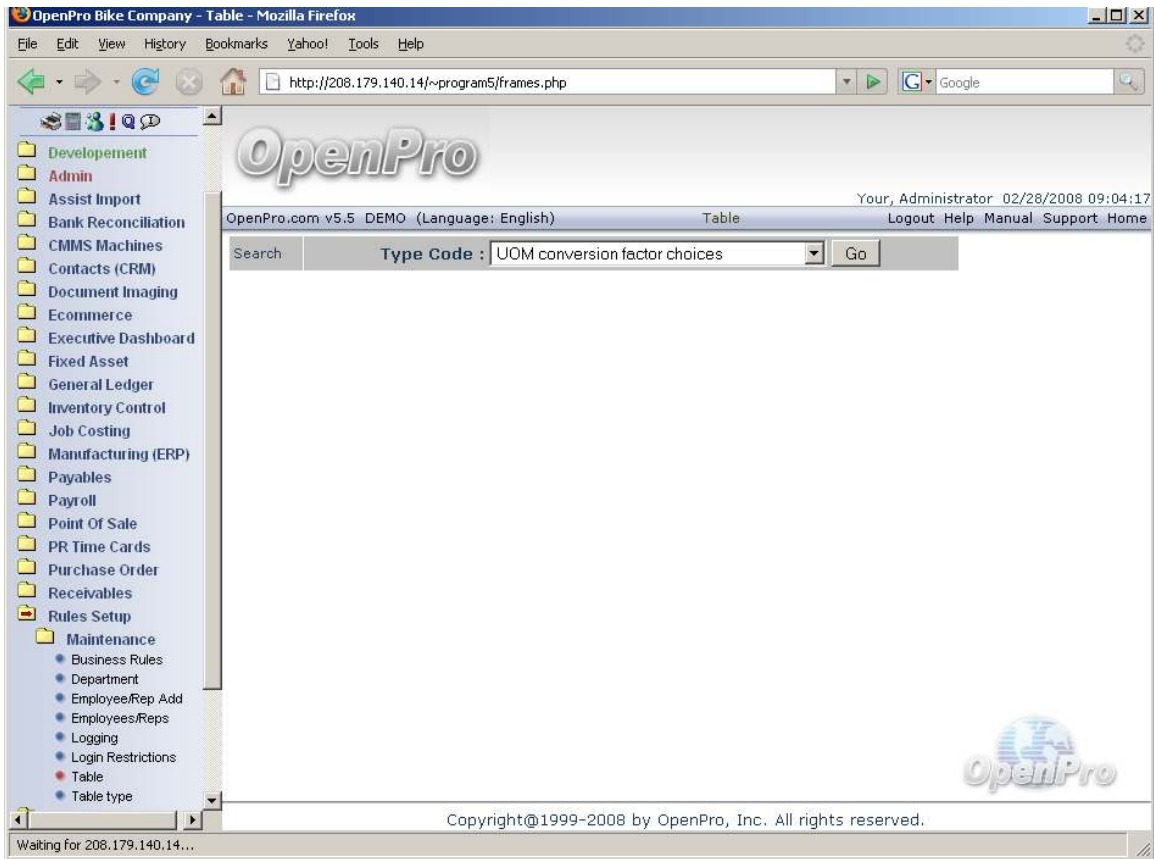 OpenPro Bike Company - Table - Mozilla Firefox
File Edit View History Bookmarks Yahoo! Tools Help
http://208.179.140.14/~program5/frames.php
G Google
Developement
Admin
Assist Import
Bank Reconciliation
CMMS Machines
Contacts (CRM)
Document Imaging
Ecommerce
Executive Dashboard
Fixed Asset
General Ledger
Inventory Control
Job Costing
Manufacturing (ERP)
Payables
Payroll
Point Of Sale
PR Time Cards
Purchase Order
Receivables
Rules Setup
Maintenance
Business Rules
Department
Employee/Rep Add
Employees/Reps
Logging
Login Restrictions
Table
Table type
OpenPro
Your, Administrator 02/28/2008 09:04:17
OpenPro.com v5.5 DEMO (Language: English) Table Logout Help Manual Support Home
Search Type Code : UOM conversion factor choices Go
OpenPro
Copyright@1999-2008 by OpenPro, Inc. All rights reserved.
Waiting for 208.179.140.14...